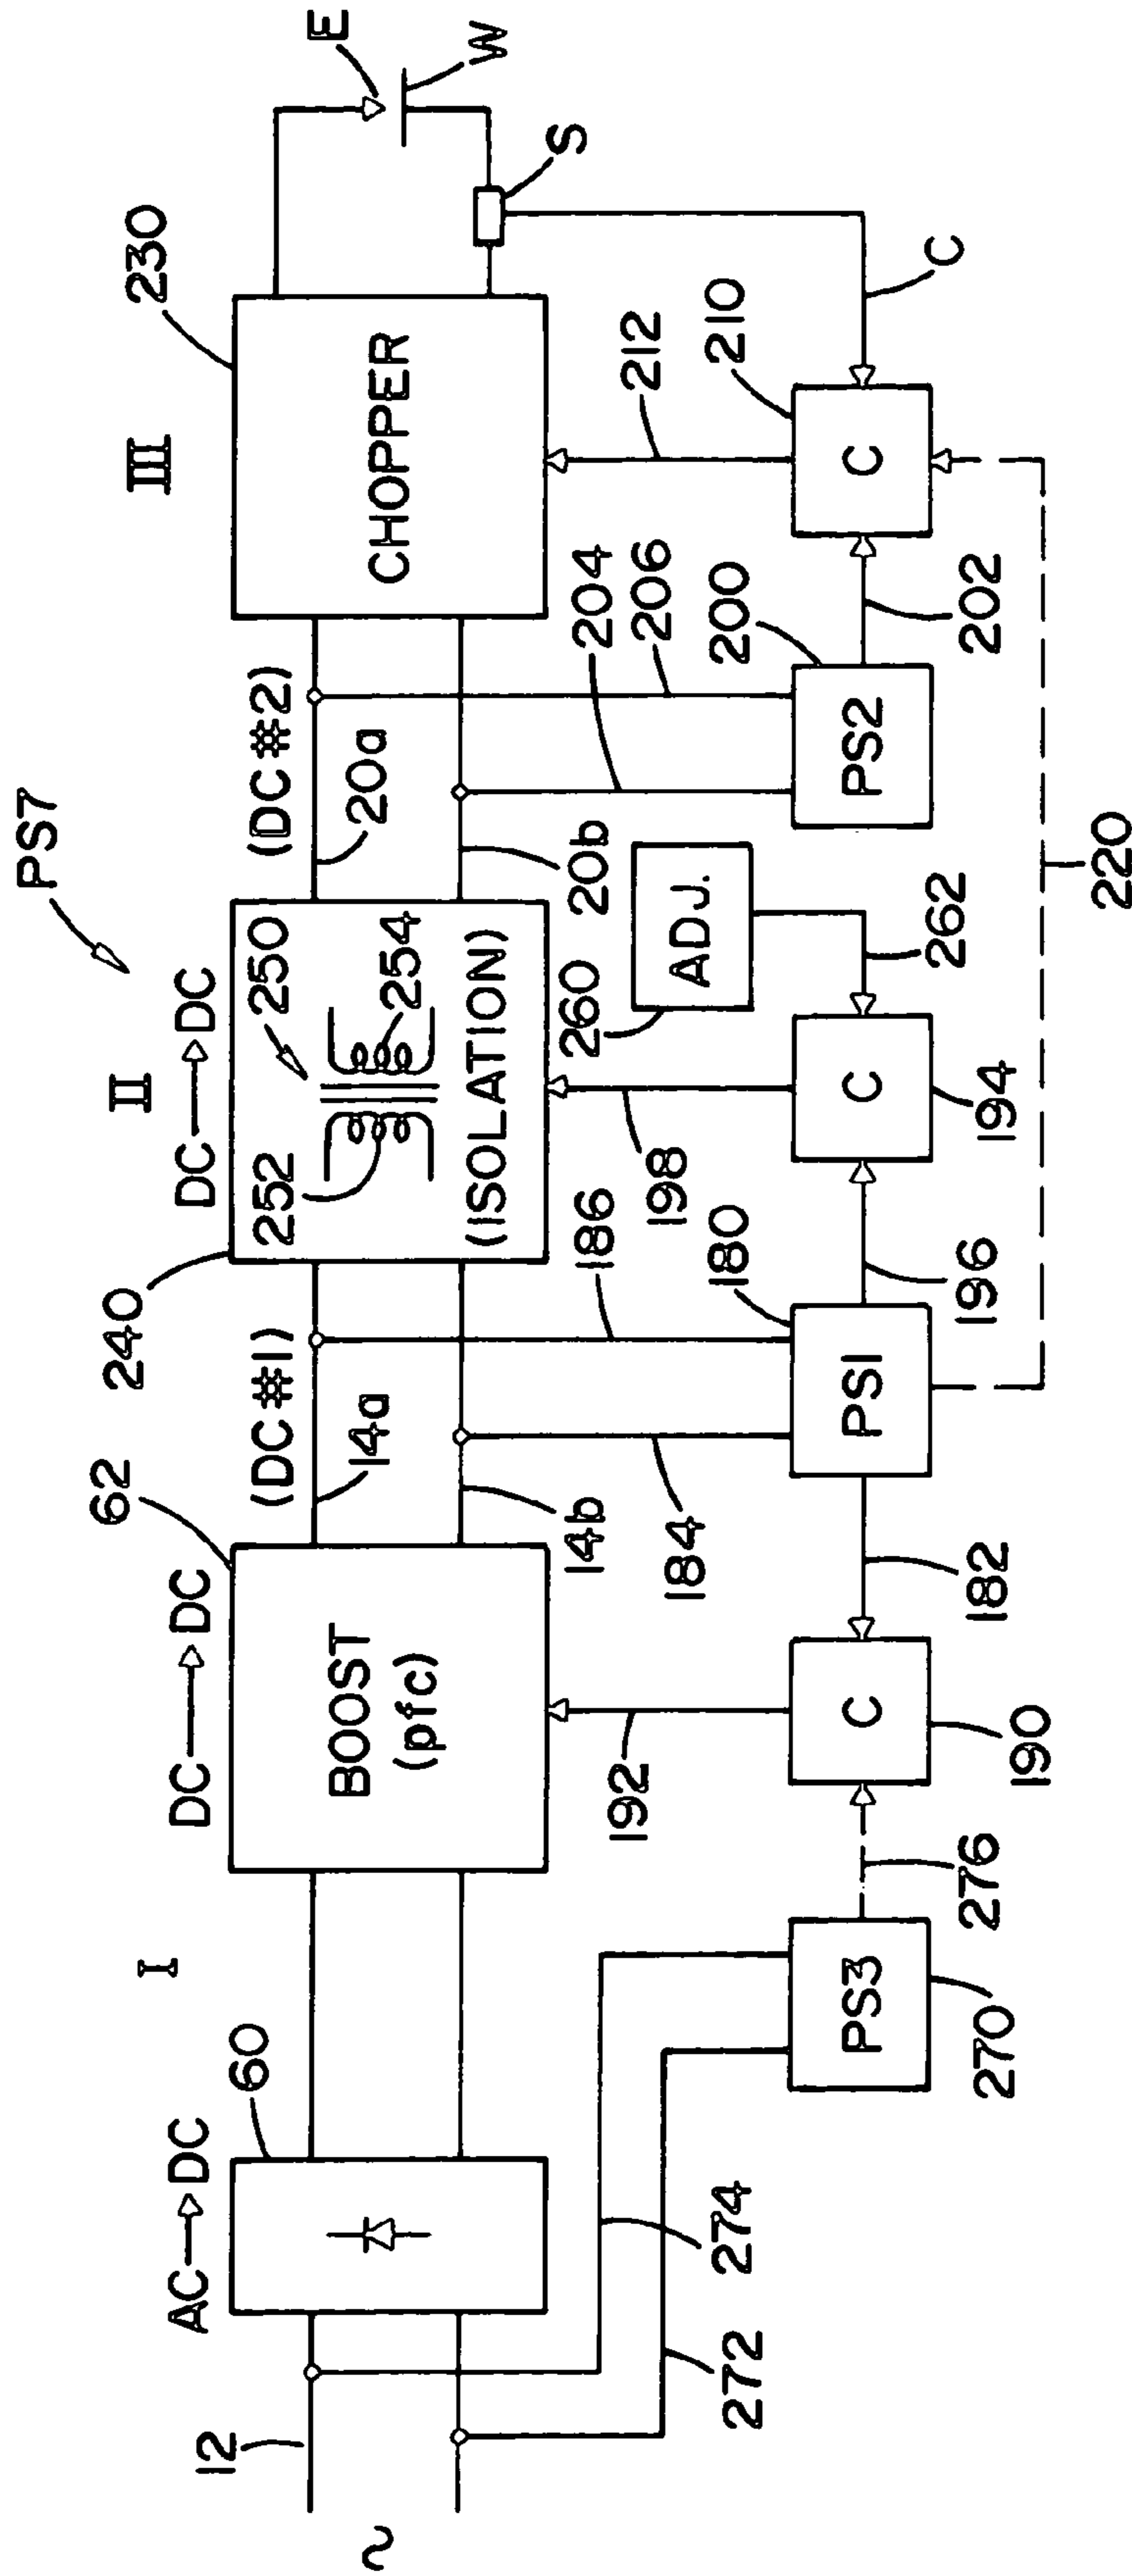 PS7
I
II
III
AC → DC
DC → DC
DC → DC
60
62
240
230
E
(DC #1)
(DC #2)
12
14a
BOOST
(pfc)
252
250
254
(ISOLATION)
20a
CHOPPER
W
S
14b
20b
274
272
192
184
186
198
260
ADJ.
204
206
212
180
200
210
C
PS3
C
PS1
C
PS2
C
270
276
190
182
196
194
262
202
220
~